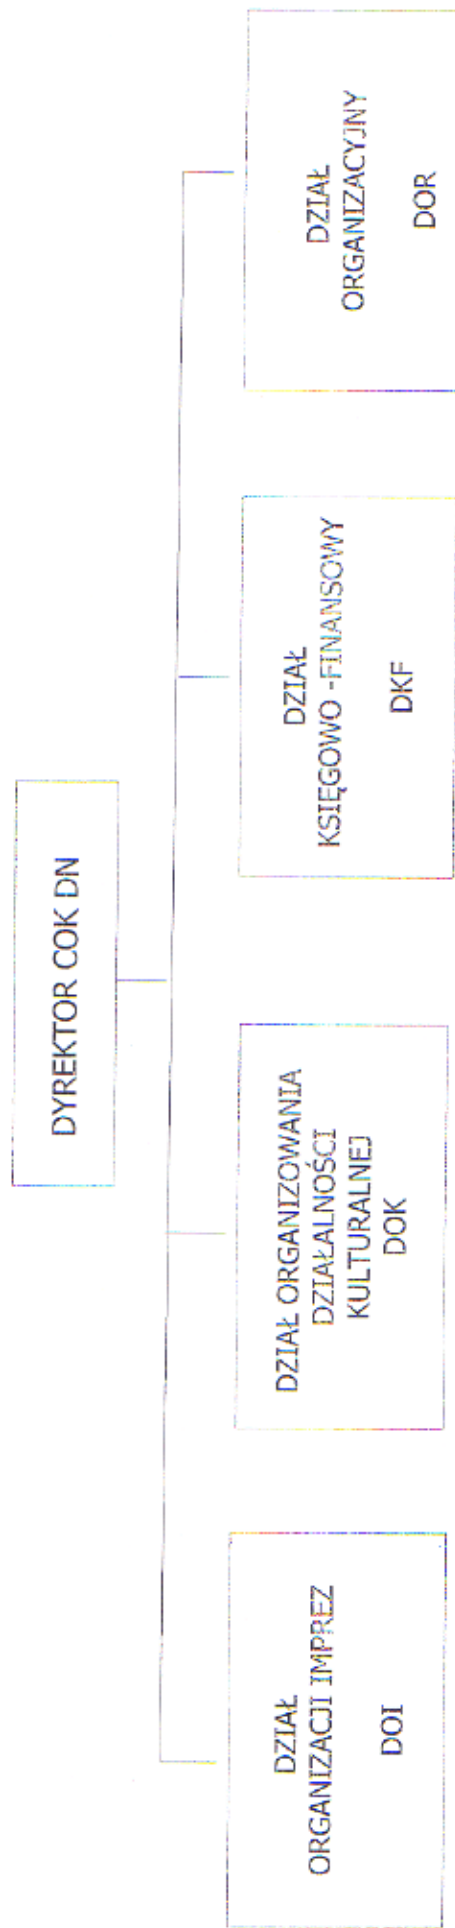 DYREKTOR COK DN
DZIAŁ
ORGANIZACJI IMPREZ
DOI
DZIAŁ ORGANIZOWANIA
DZIAŁALNOŚCI
KULTURALNEJ
DOK
DZIAŁ
KSIĘGOWO -FINANSOWY
DKF
DZIAŁ
ORGANIZACYJNY
DOR